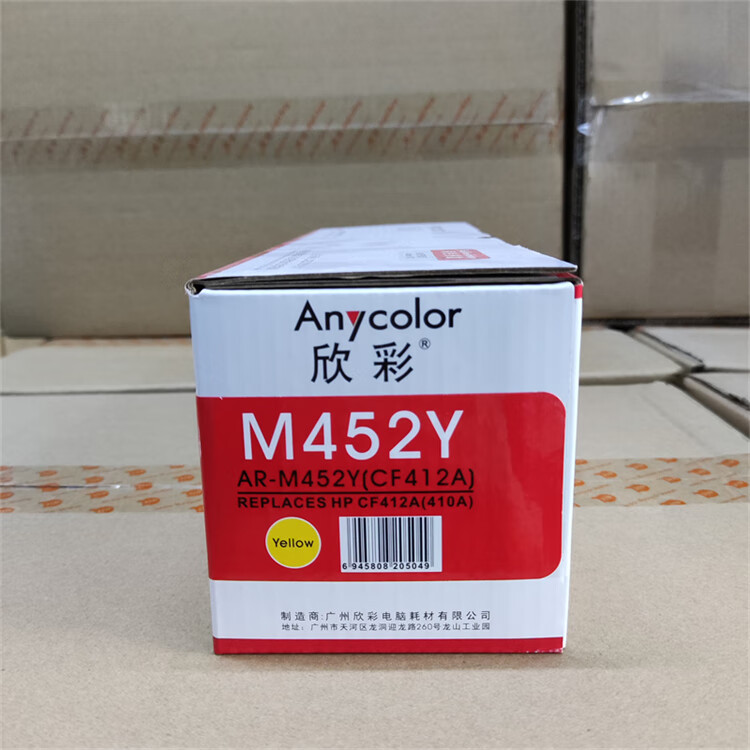 Anycolor
欣彩®
M452Y
AR-M452Y(CF412A)
REPLACES HP CF412A(410A)
Yellow
6 945808 205049
制造商:广州欣彩电脑耗材有限公司
地址: 广州市天河区龙洞迎龙路260号龙山工业园